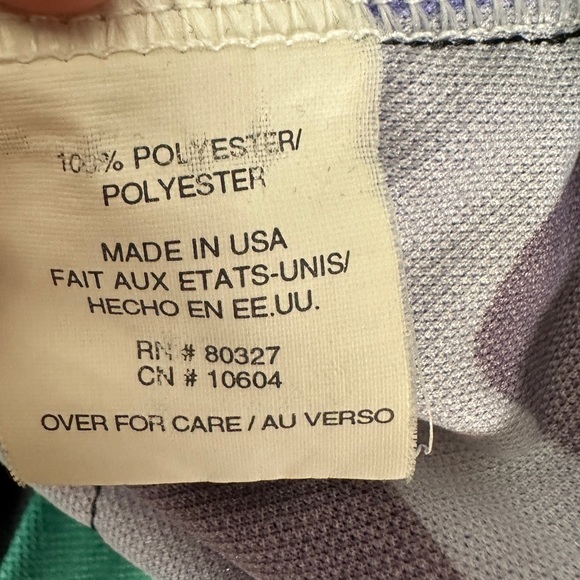 100% POLYESTER/
POLYESTER
MADE IN USA
FAIT AUX ETATS-UNIS/
HECHO EN EE.UU.
RN # 80327
CN # 10604
OVER FOR CARE / AU VERSO